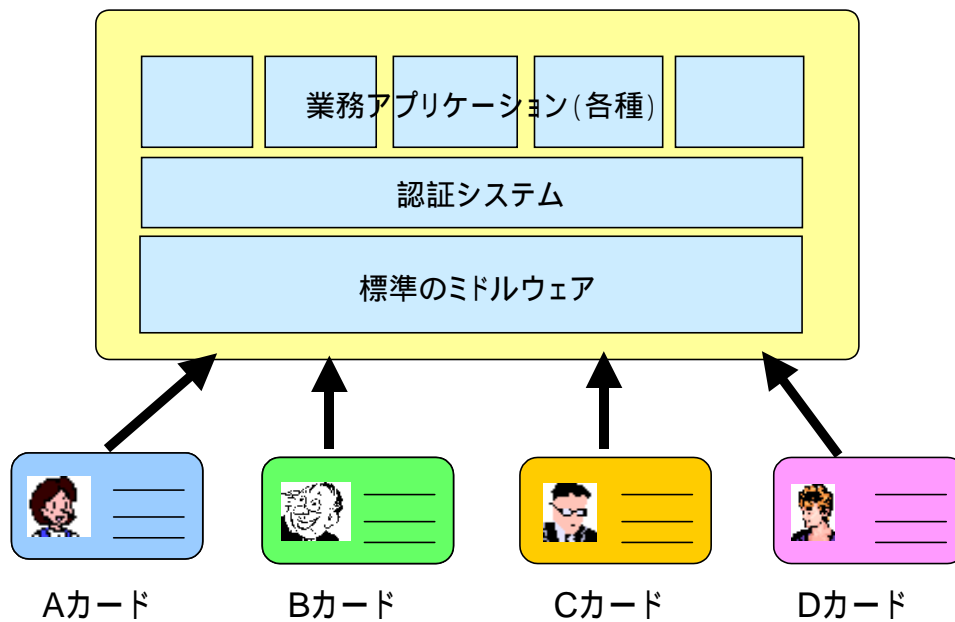 業務アプリケーション(各種)
認証システム
標準のミドルウェア
Aカード
Bカード
Cカード
Dカード